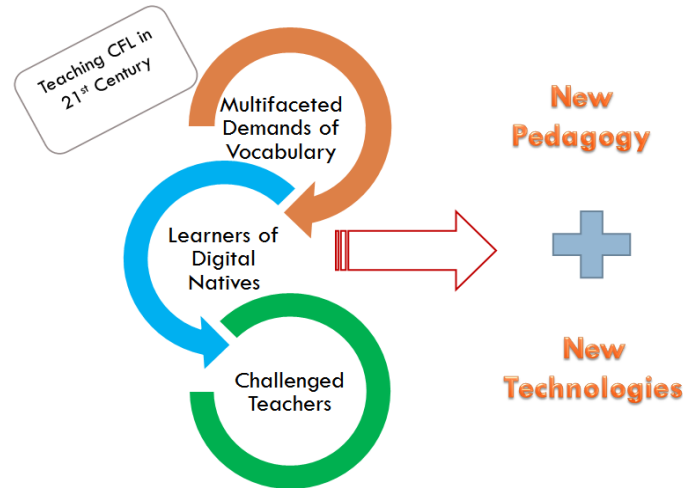 Teaching CFL in
21st Century
Multifaceted
Demands of
Vocabulary
Learners of
Digital
Natives
Challenged
Teachers
New
Pedagogy
New
Technologies